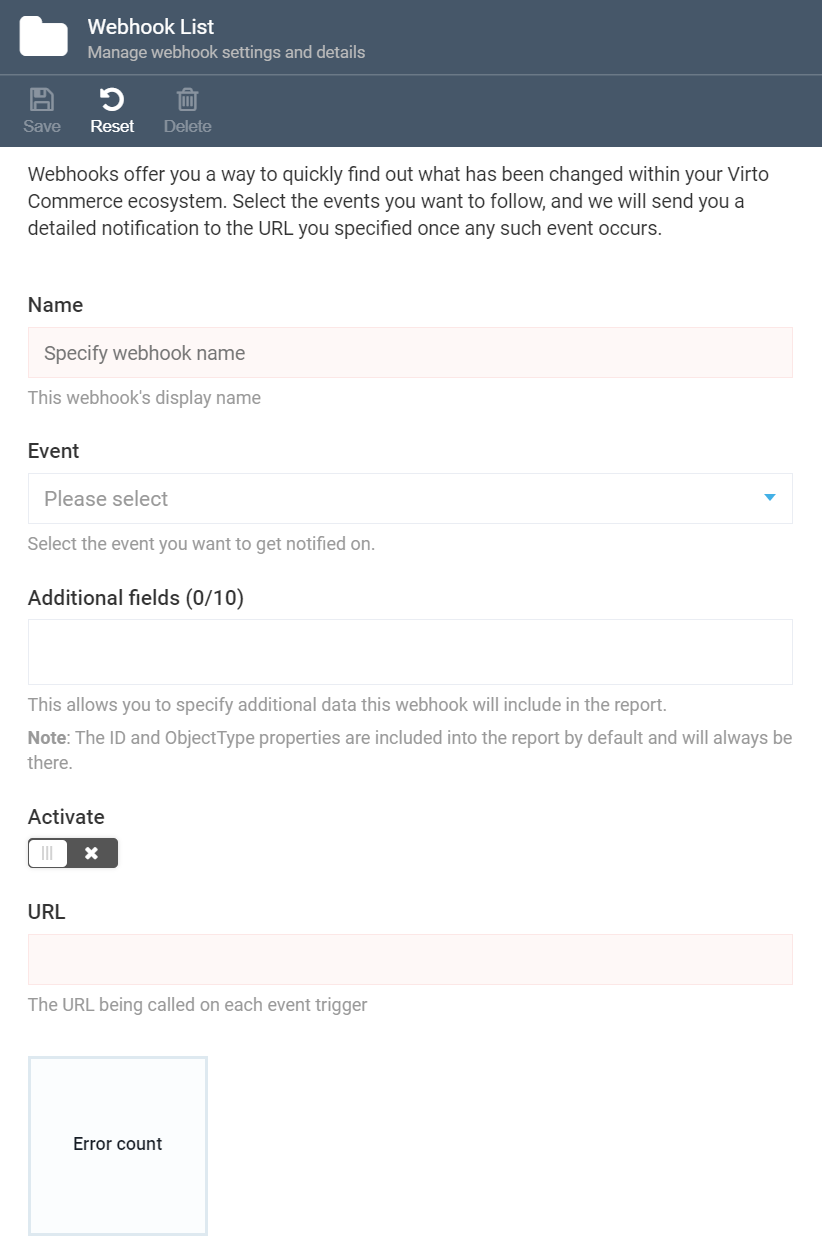 Webhook List
Manage webhook settings and details
Save
Reset
Delete
Webhooks offer you a way to quickly find out what has been changed within your Virto
Commerce ecosystem. Select the events you want to follow, and we will send you a
detailed notification to the URL you specified once any such event occurs.
Name
Specify webhook name
This webhook's display name
Event
Please select
Select the event you want to get notified on.
Additional fields (0/10)
This allows you to specify additional data this webhook will include in the report.
Note: The ID and ObjectType properties are included into the report by default and will always be
there.
Activate
URL
The URL being called on each event trigger
Error count